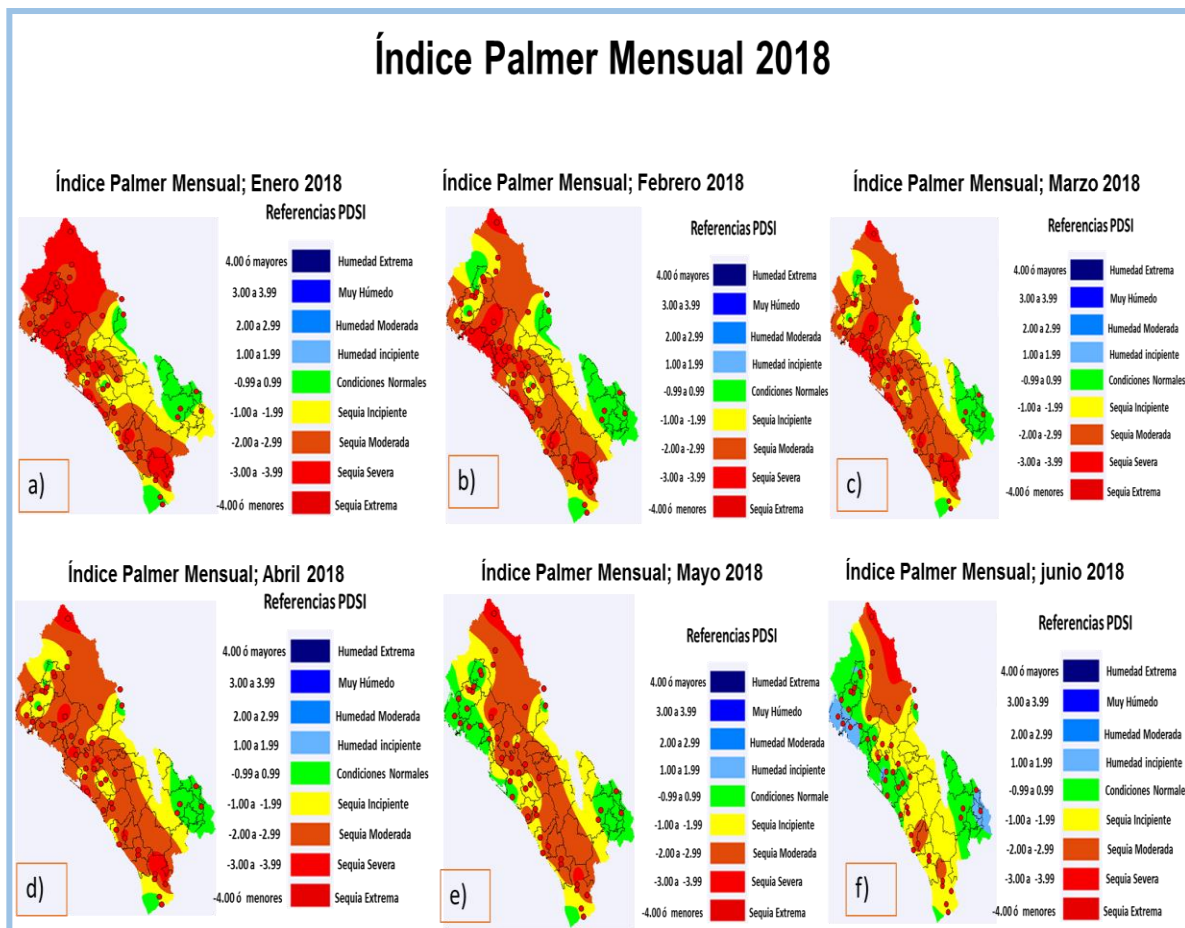 Índice Palmer Mensual 2018
Índice Palmer Mensual; Enero 2018
Referencias PDSI
4.00 ó mayores Humedad Extrema
3.00 a 3.99 Muy Húmedo
2.00 a 2.99 Humedad Moderada
1.00 a 1.99 Humedad incipiente
-0.99 a 0.99 Condiciones Normales
-1.00 a -1.99 Sequia Incipiente
-2.00 a -2.99 Sequia Moderada
-3.00 a -3.99 Sequia Severa
-4.00 ó menores Sequia Extrema
a)
Índice Palmer Mensual; Febrero 2018
Referencias PDSI
4.00 ó mayores Humedad Extrema
3.00 a 3.99 Muy Húmedo
2.00 a 2.99 Humedad Moderada
1.00 a 1.99 Humedad incipiente
-0.99 a 0.99 Condiciones Normales
-1.00 a -1.99 Sequia Incipiente
-2.00 a -2.99 Sequia Moderada
-3.00 a -3.99 Sequia Severa
-4.00 ó menores Sequia Extrema
b)
Índice Palmer Mensual; Marzo 2018
Referencias PDSI
4.00 ó mayores Humedad Extrema
3.00 a 3.99 Muy Húmedo
2.00 a 2.99 Humedad Moderada
1.00 a 1.99 Humedad incipiente
-0.99 a 0.99 Condiciones Normales
-1.00 a -1.99 Sequia Incipiente
-2.00 a -2.99 Sequia Moderada
-3.00 a -3.99 Sequia Severa
-4.00 ó menores Sequia Extrema
c)
Índice Palmer Mensual; Abril 2018
Referencias PDSI
4.00 ó mayores Humedad Extrema
3.00 a 3.99 Muy Húmedo
2.00 a 2.99 Humedad Moderada
1.00 a 1.99 Humedad incipiente
-0.99 a 0.99 Condiciones Normales
-1.00 a -1.99 Sequia Incipiente
-2.00 a -2.99 Sequia Moderada
-3.00 a -3.99 Sequia Severa
-4.00 ó menores Sequia Extrema
d)
Índice Palmer Mensual; Mayo 2018
Referencias PDSI
4.00 ó mayores Humedad Extrema
3.00 a 3.99 Muy Húmedo
2.00 a 2.99 Humedad Moderada
1.00 a 1.99 Humedad incipiente
-0.99 a 0.99 Condiciones Normale
-1.00 a -1.99 Sequia Incipiente
-2.00 a -2.99 Sequia Moderada
-3.00 a -3.99 Sequia Severa
-4.00 ó menores Sequia Extrema
e)
Índice Palmer Mensual; junio 2018
Referencias PDSI
4.00 ó mayores Humedad Extrema
3.00 a 3.99 Muy Húmedo
2.00 a 2.99 Humedad Moderada
1.00 a 1.99 Humedad incipiente
-0.99 a 0.99 Condiciones Normales
-1.00 a -1.99 Sequia Incipiente
-2.00 a -2.99 Sequia Moderada
-3.00 a -3.99 Sequia Severa
-4.00 ó menores Sequia Extrema
f)